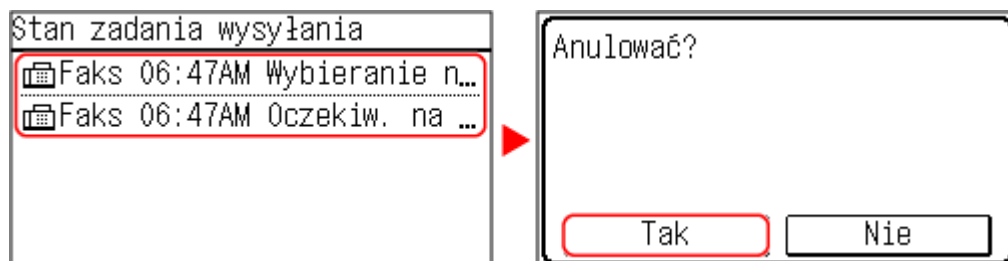 Stan zadania wysyłania
Faks 06:47AM Wybieranie n…
Faks 06:47AM Oczekiw. na …
Anulować?
Tak
Nie